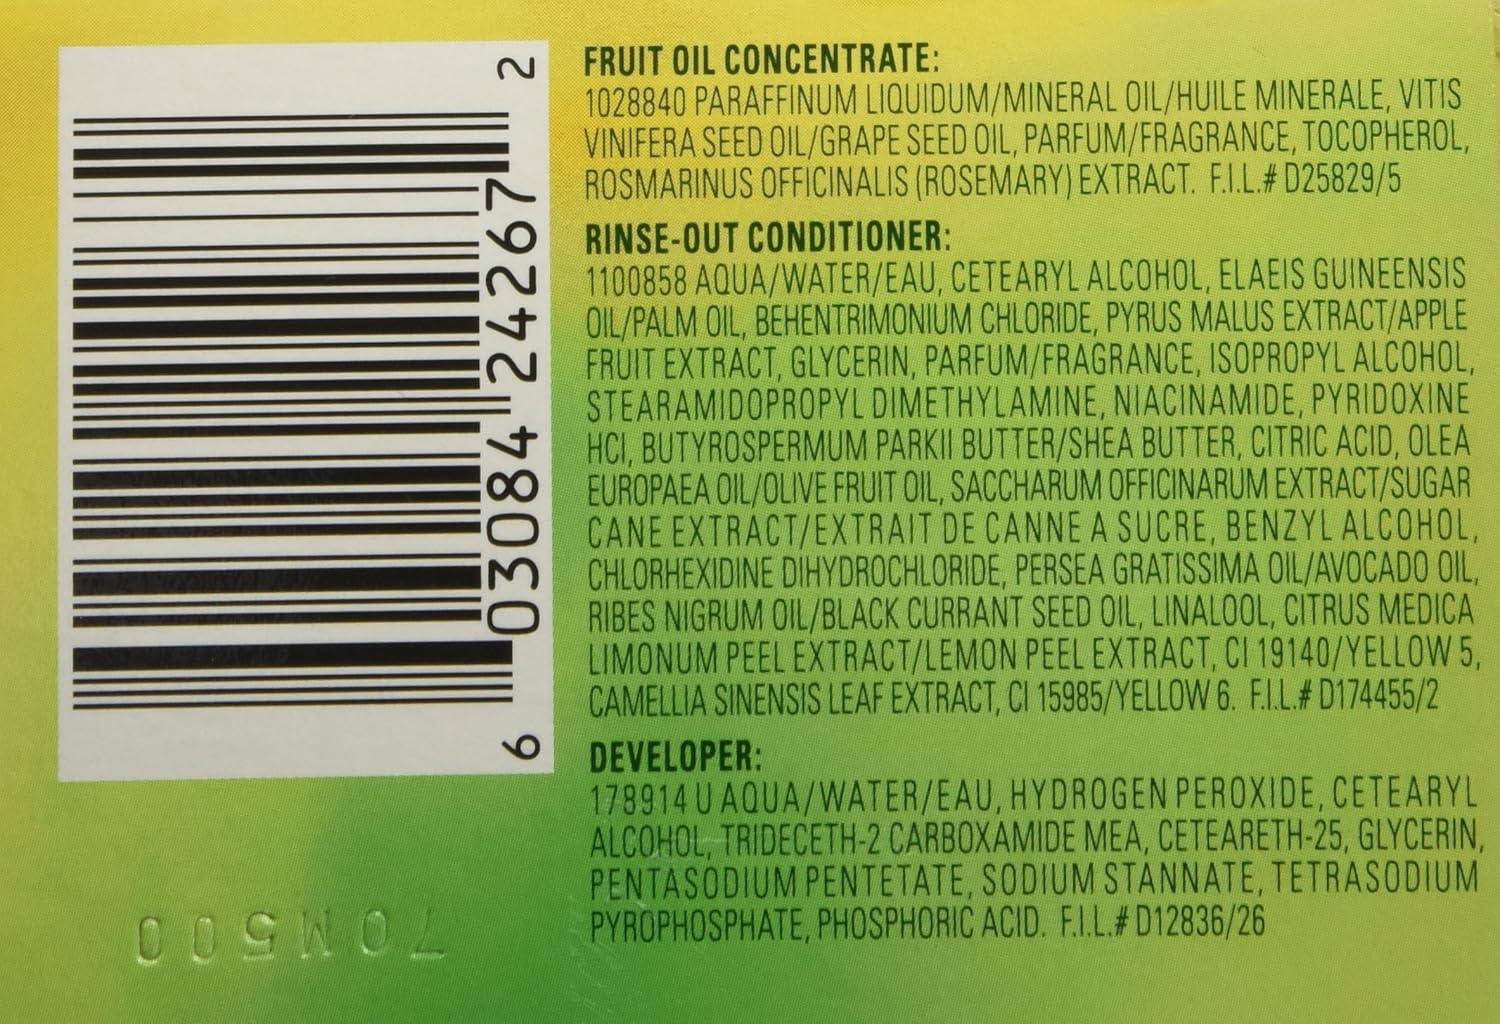 6 03084 24267 2
FRUIT OIL CONCENTRATE:
1028840 PARAFFINUM LIQUIDUM/MINERAL OIL/HUILE MINERALE, VITIS
VINIFERA SEED OIL/GRAPE SEED OIL, PARFUM/FRAGRANCE, TOCOPHEROL,
ROSMARINUS OFFICINALIS (ROSEMARY) EXTRACT. F.I.L.# D25829/5
RINSE-OUT CONDITIONER:
1100858 AQUA/WATER/EAU, CETEARYL ALCOHOL, ELAEIS GUINEENSIS
OIL/PALM OIL, BEHENTRIMONIUM CHLORIDE, PYRUS MALUS EXTRACT/APPLE
FRUIT EXTRACT, GLYCERIN, PARFUM/FRAGRANCE, ISOPROPYL ALCOHOL,
STEARAMIDOPROPYL DIMETHYLAMINE, NIACINAMIDE, PYRIDOXINE
HCl, BUTYROSPERMUM PARKII BUTTER/SHEA BUTTER, CITRIC ACID, OLEA
EUROPAEA OIL/OLIVE FRUIT OIL, SACCHARUM OFFICINARUM EXTRACT/SUGAR
CANE EXTRACT/EXTRAIT DE CANNE A SUCRE, BENZYL ALCOHOL,
CHLORHEXIDINE DIHYDROCHLORIDE, PERSEA GRATISSIMA OIL/AVOCADO OIL,
RIBES NIGRUM OIL/BLACK CURRANT SEED OIL, LINALOOL, CITRUS MEDICA
LIMONUM PEEL EXTRACT/LEMON PEEL EXTRACT, CI 19140/YELLOW 5,
CAMELLIA SINENSIS LEAF EXTRACT, CI 15985/YELLOW 6. F.I.L.# D174455/2
DEVELOPER:
178914 U AQUA/WATER/EAU, HYDROGEN PEROXIDE, CETEARYL
ALCOHOL, TRIDECETH-2 CARBOXAMIDE MEA, CETEARETH-25, GLYCERIN,
PENTASODIUM PENTETATE, SODIUM STANNATE, TETRASODIUM
PYROPHOSPHATE, PHOSPHORIC ACID. F.I.L.# D12836/26